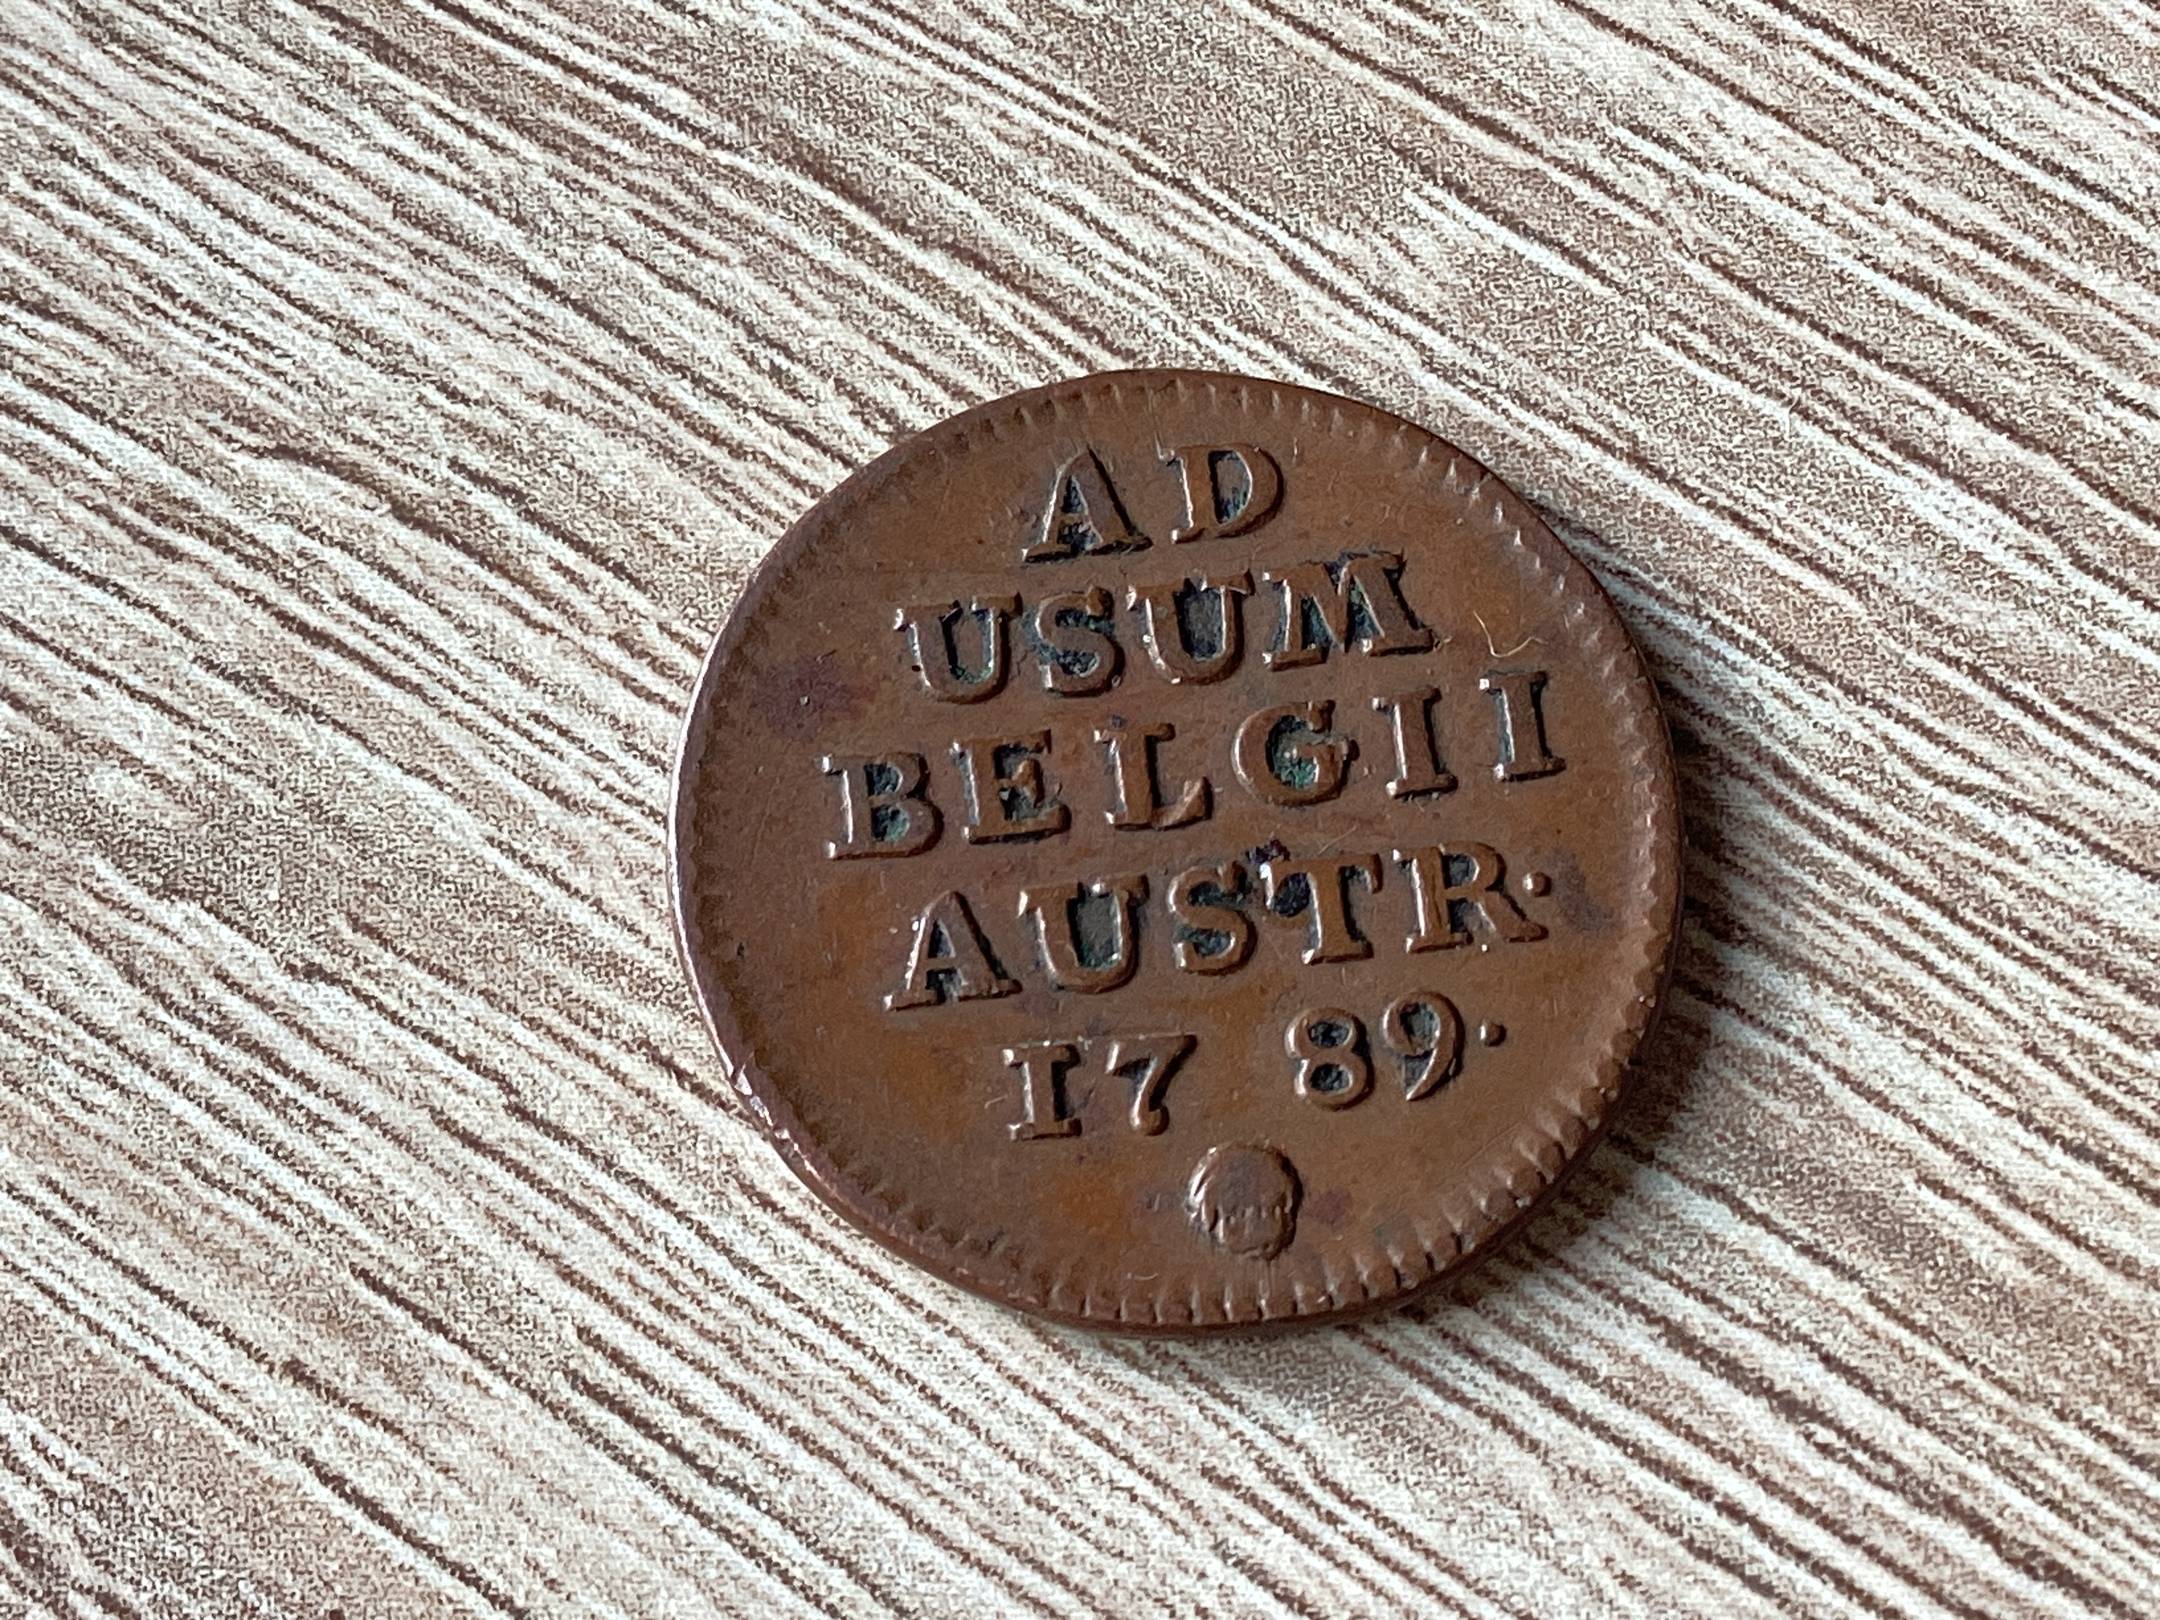 AD
USUM
BELGII
AUSTR·
17 89·